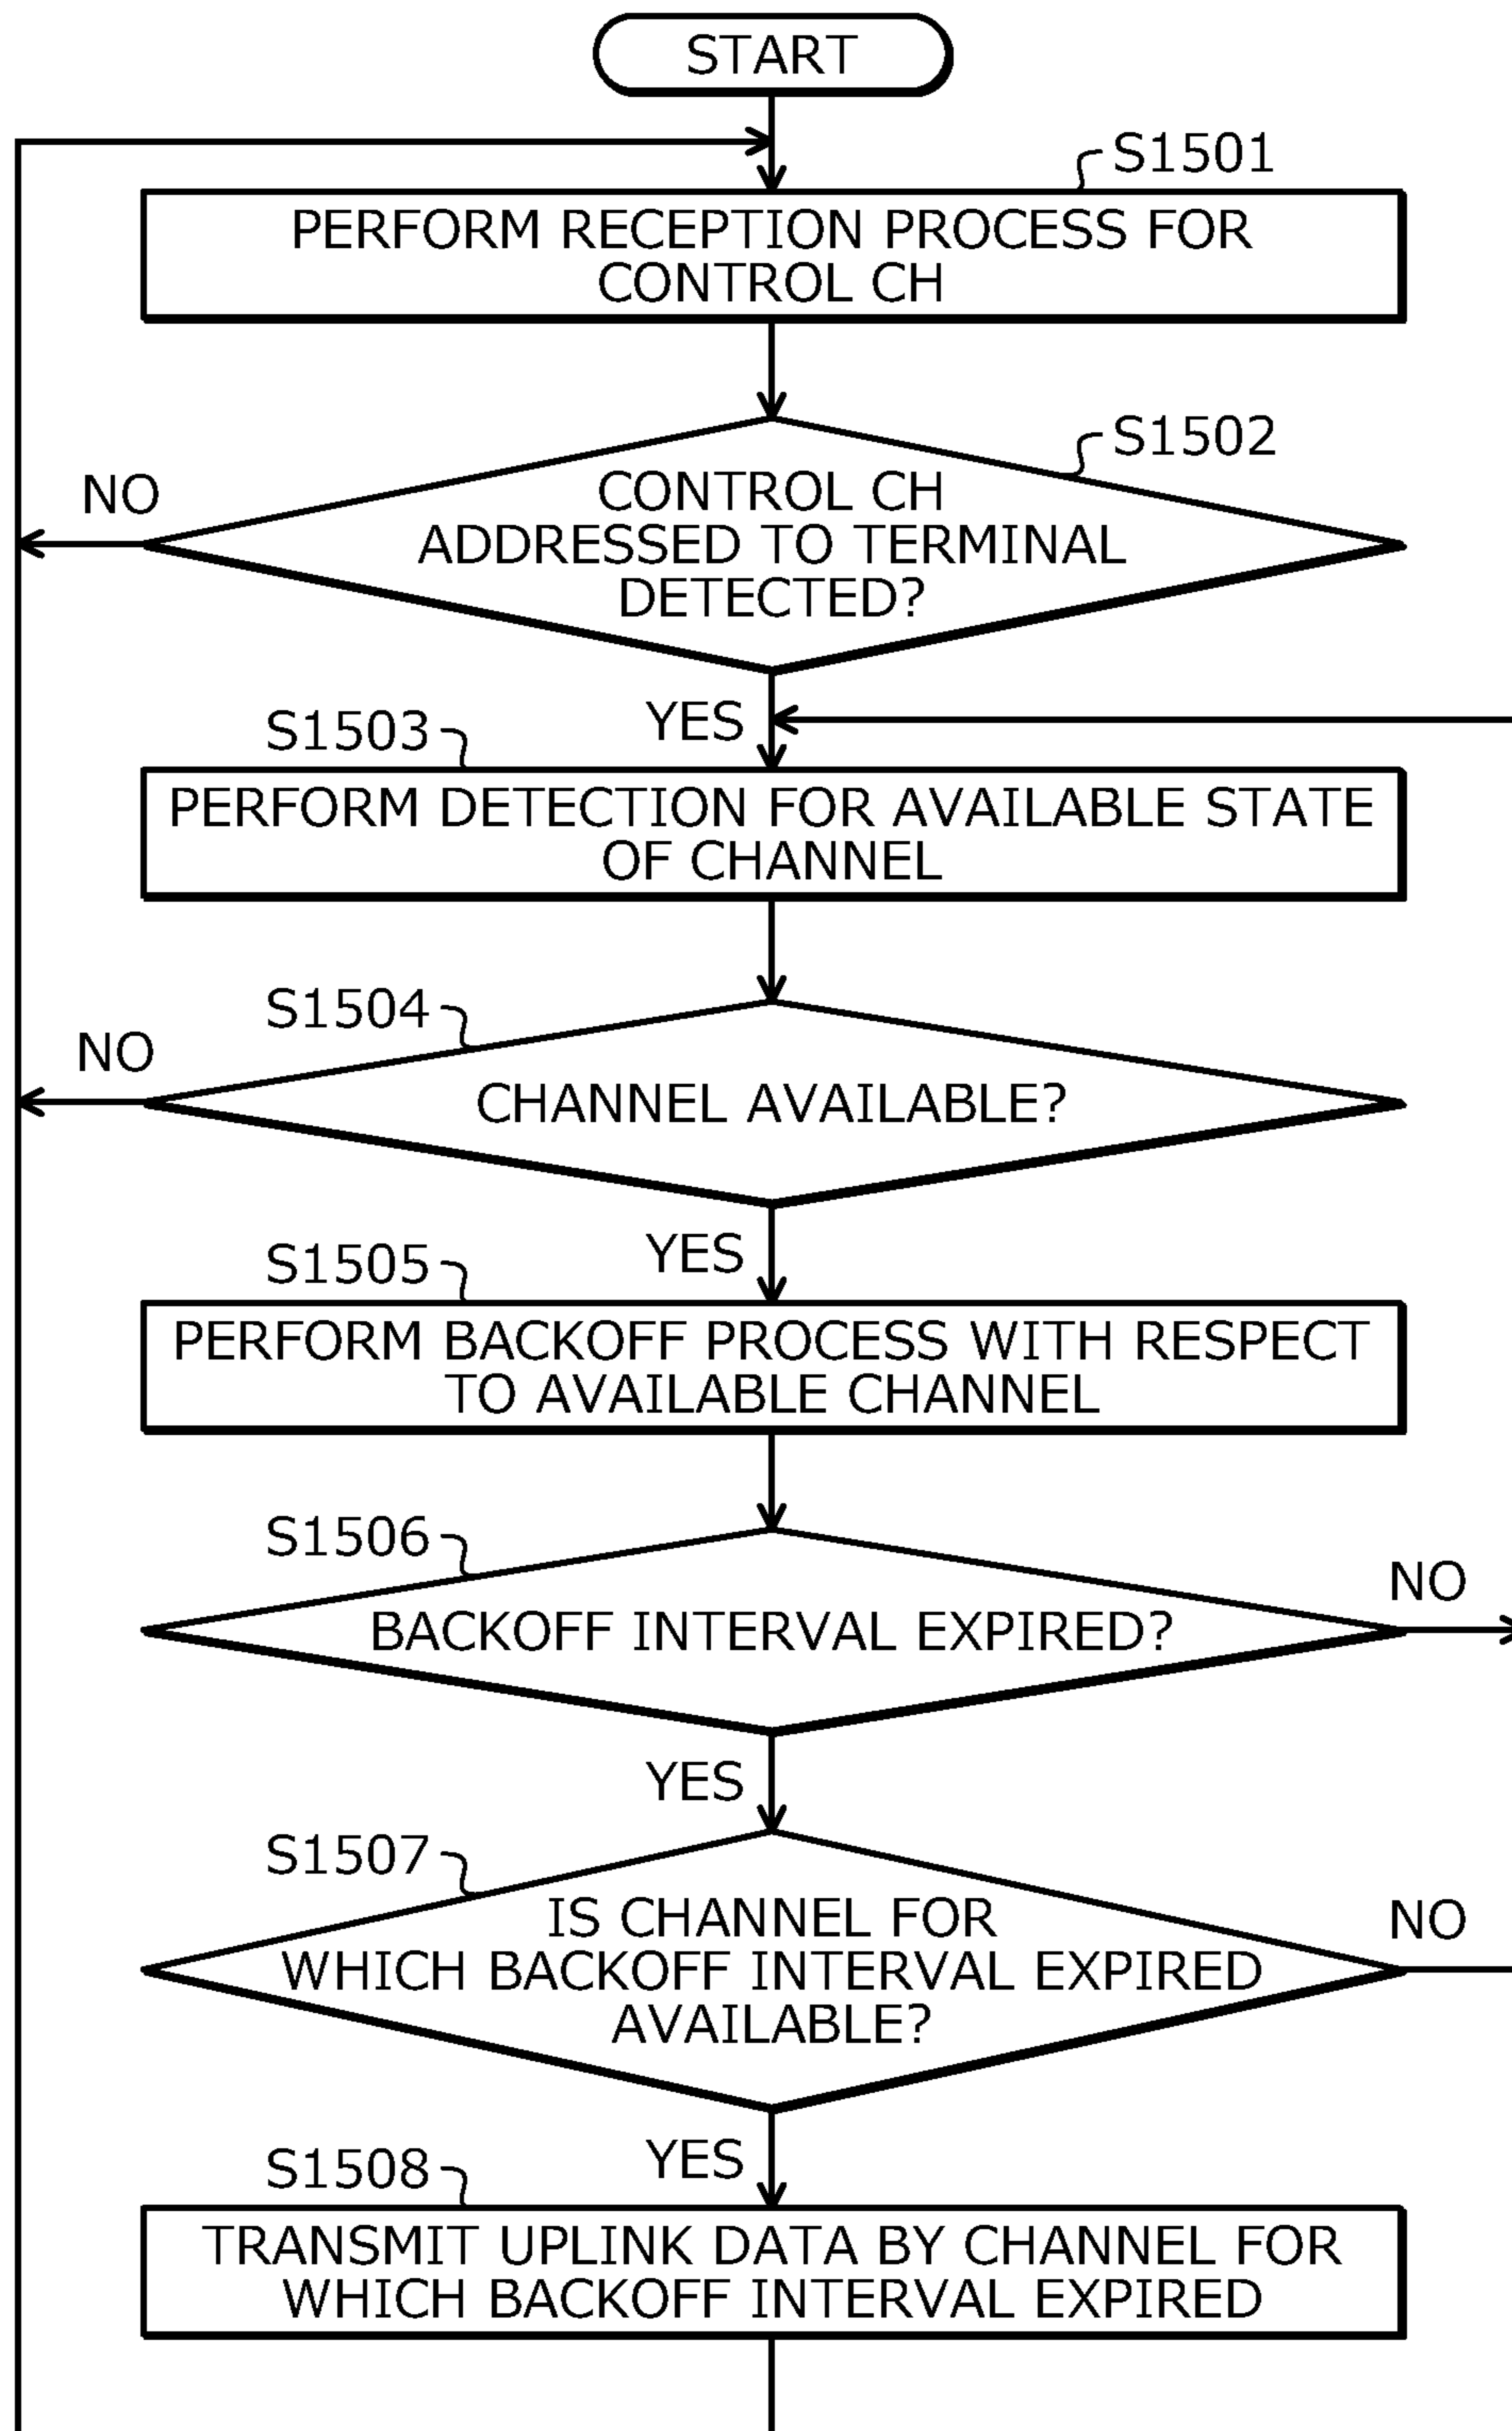 START
S1501
PERFORM RECEPTION PROCESS FOR
CONTROL CH
S1502
NO
CONTROL CH
ADDRESSED TO TERMINAL
DETECTED?
YES
S1503
PERFORM DETECTION FOR AVAILABLE STATE
OF CHANNEL
S1504
NO
CHANNEL AVAILABLE?
YES
S1505
PERFORM BACKOFF PROCESS WITH RESPECT
TO AVAILABLE CHANNEL
S1506
NO
BACKOFF INTERVAL EXPIRED?
YES
S1507
NO
IS CHANNEL FOR
WHICH BACKOFF INTERVAL EXPIRED
AVAILABLE?
YES
S1508
TRANSMIT UPLINK DATA BY CHANNEL FOR
WHICH BACKOFF INTERVAL EXPIRED